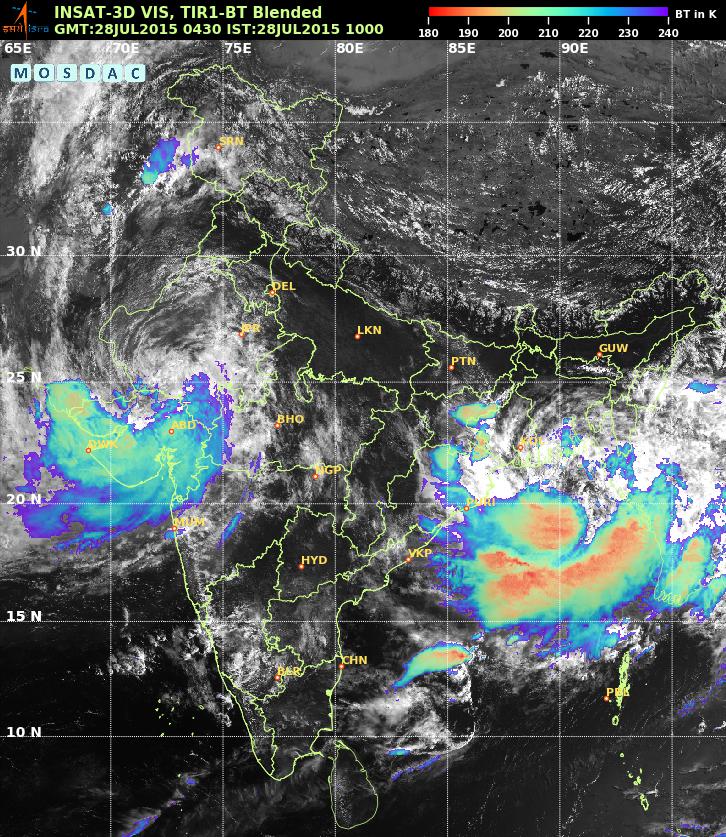 INSAT-3D VIS, TIR1-BT Blended
GMT:28JUL2015 0430 IST:28JUL2015 1000
BT in K
180 190 200 210 220 230 240
65E 70E 75E 80E 85E 90E
M O S D A C
SRN
30 N
DEL
LKN
GUW
PTN
25 N
BHO
ABD
DWK
KOL
NGP
20 N
PURI
MUM
VKP
HYD
15 N
CHN
BLR
PBL
10 N